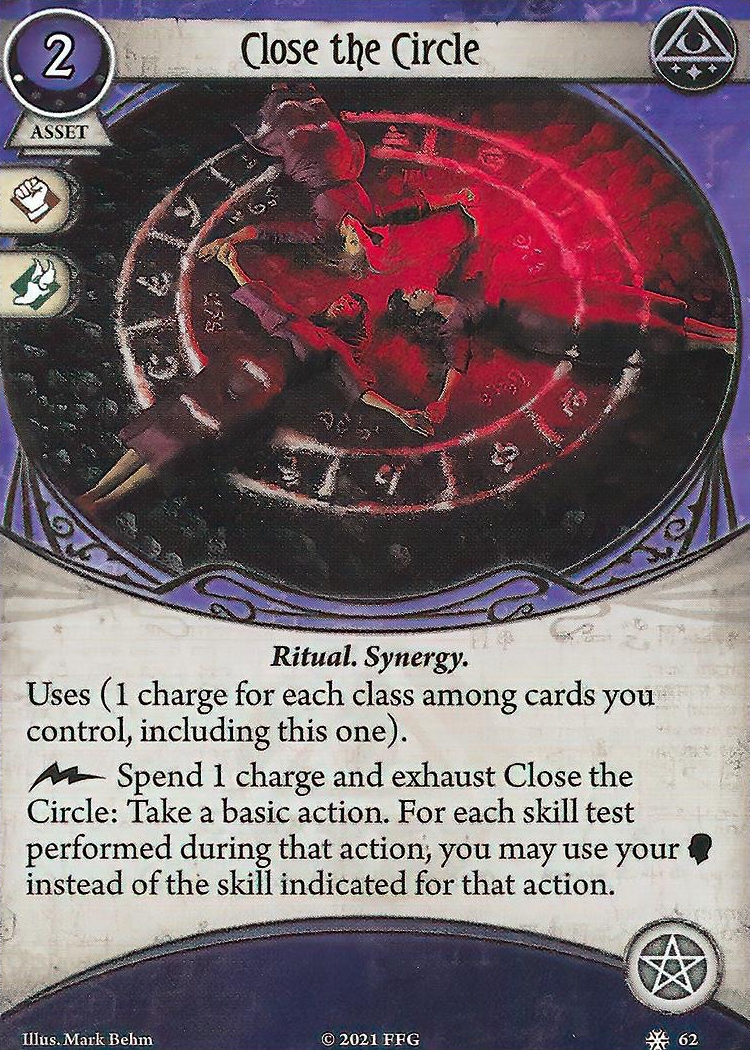 2
Close the Circle
ASSET
Ritual. Synergy.
Uses (1 charge for each class among cards you
control, including this one).
Spend 1 charge and exhaust Close the
Circle: Take a basic action. For each skill test
performed during that action, you may use your
instead of the skill indicated for that action.
Illus. Mark Behm
© 2021 FFG
62